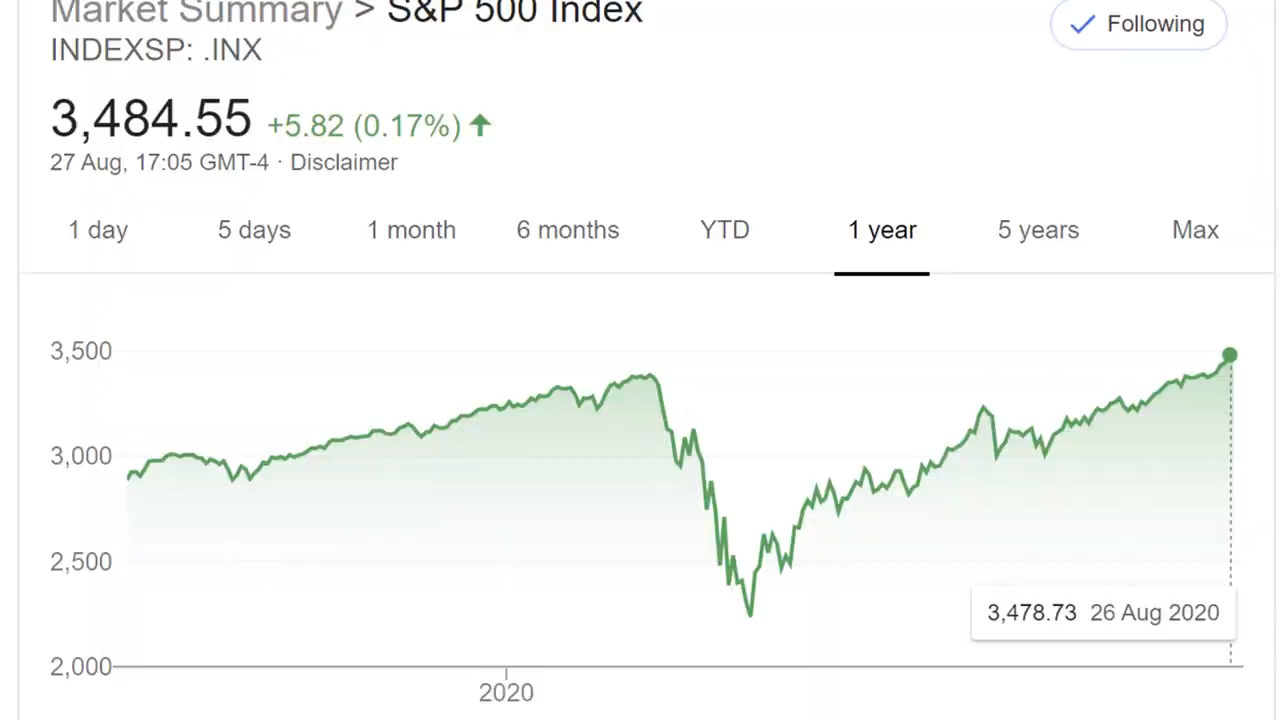 Market Summary > S&P 500 Index
Following
INDEXSP: .INX
3,484.55 +5.82 (0.17%)
27 Aug, 17:05 GMT-4 · Disclaimer
1 day 5 days 1 month 6 months YTD 1 year 5 years Max
3,500
3,000
2,500
3,478.73 26 Aug 2020
2,000
2020